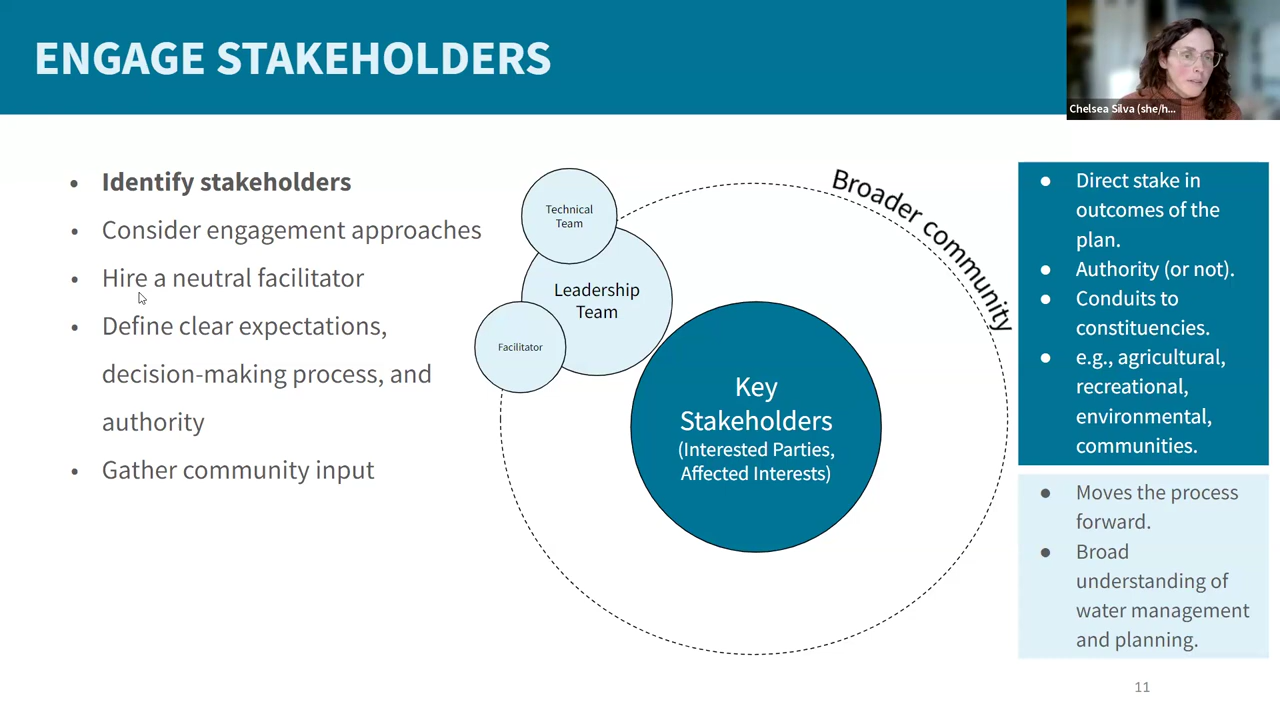 ENGAGE STAKEHOLDERS
Chelsea Silva (she/h...
• Identify stakeholders
• Consider engagement approaches
• Hire a neutral facilitator
• Define clear expectations,
decision-making process, and
authority
• Gather community input
Technical
Team
Leadership
Team
Facilitator
Broader community
Key
Stakeholders
(Interested Parties,
Affected Interests)
● Direct stake in
outcomes of the
plan.
● Authority (or not).
● Conduits to
constituencies.
● e.g., agricultural,
recreational,
environmental,
communities.
● Moves the process
forward.
● Broad
understanding of
water management
and planning.
11